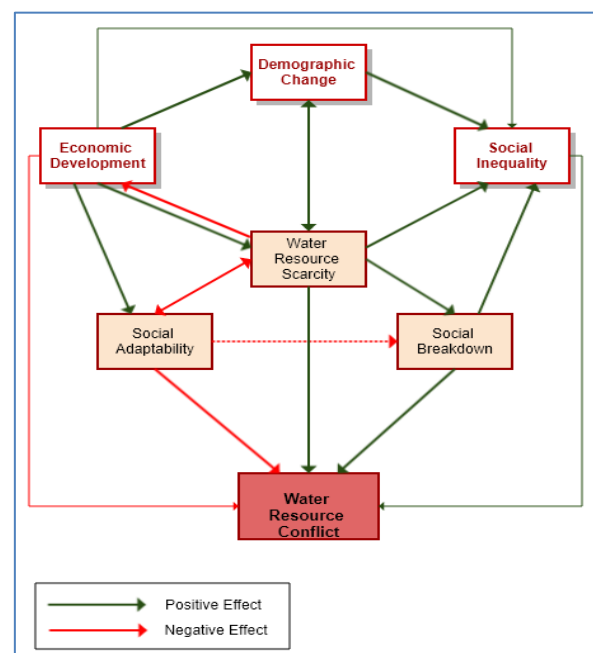 Demographic
Change
Economic
Development
Social
Inequality
Water
Resource
Scarcity
Social
Adaptability
Social
Breakdown
Water
Resource
Conflict
Positive Effect
Negative Effect